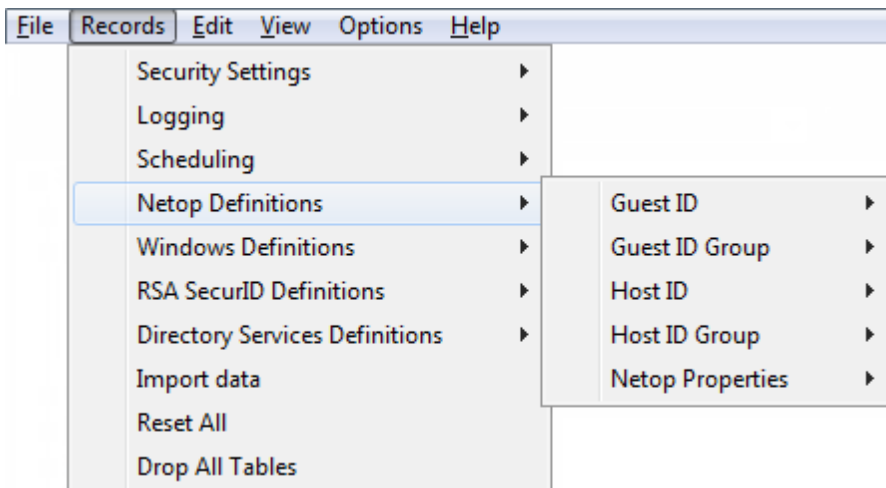 File Records Edit View Options Help
Security Settings
Logging
Scheduling
Netop Definitions
Windows Definitions
RSA SecurID Definitions
Directory Services Definitions
Import data
Reset All
Drop All Tables
Guest ID
Guest ID Group
Host ID
Host ID Group
Netop Properties